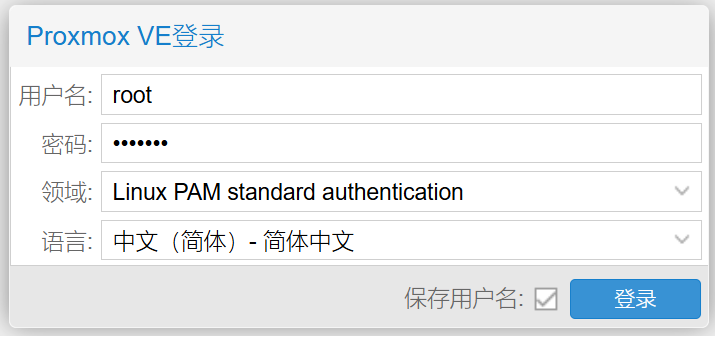 Proxmox VE登录
用户名: root
密码: •••••••
领域: Linux PAM standard authentication
语言: 中文（简体）- 简体中文
保存用户名: 登录